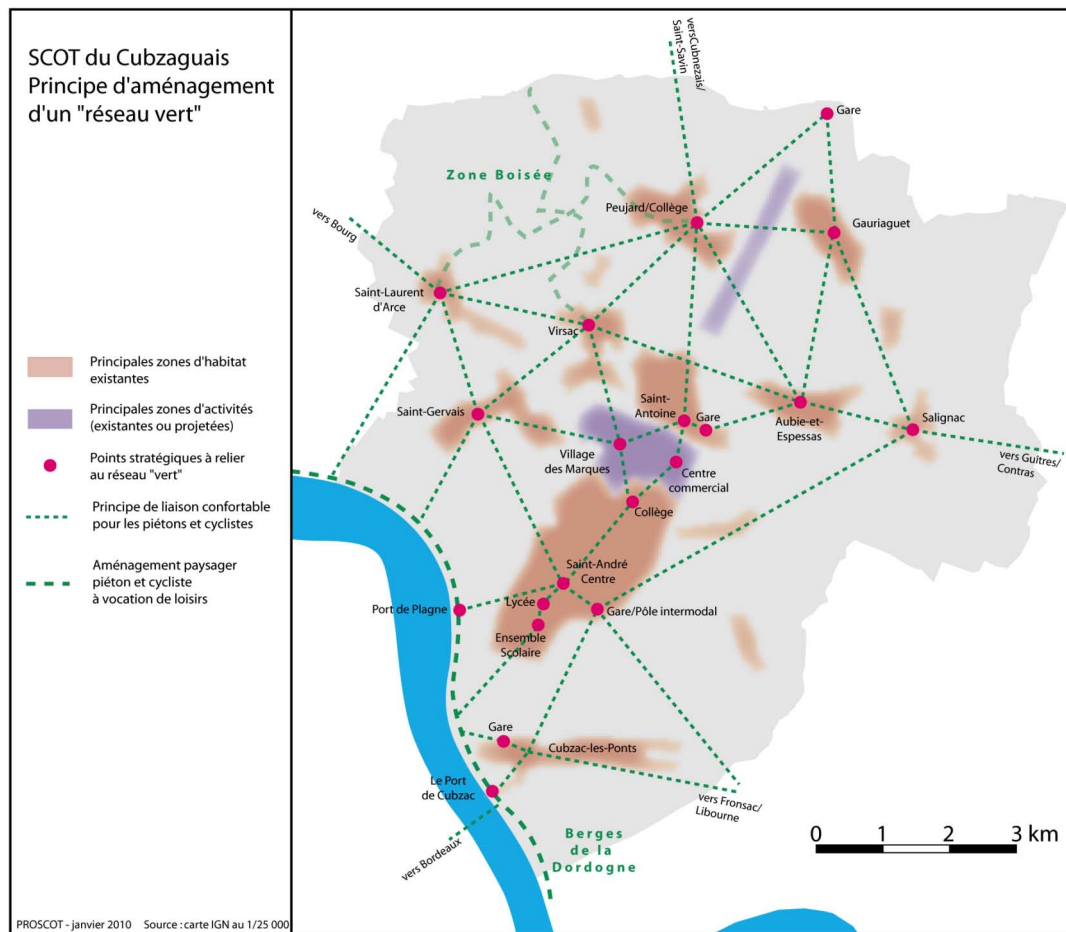 SCOT du Cubzaguais
Principe d'aménagement
d'un "réseau vert"
Principales zones d'habitat
existantes
Principales zones d'activités
(existantes ou projetées)
Points stratégiques à relier
au réseau "vert"
Principe de liaison confortable
pour les piétons et cyclistes
Aménagement paysager
piéton et cycliste
à vocation de loisirs
PROSCOT - janvier 2010 Source : carte IGN au 1/25 000
versCubnezais/
Saint-Savin
Gare
Zone Boisée
Peujard/Collège
Gauriaguet
vers Bourg
Saint-Laurent
d'Arce
Virsac
Saint-Gervais
Saint-
Antoine
Gare
Aubie-et-
Espessas
Salignac
vers Guîtres/
Contras
Village
des Marques
Centre
commercial
Collège
Saint-André
Centre
Port de Plagne
Lycée
Gare/Pôle intermodal
Ensemble
Scolaire
Gare
Cubzac-les-Ponts
Le Port
de Cubzac
vers Fronsac/
Libourne
vers Bordeaux
Berges
de la
Dordogne
0 1 2 3 km